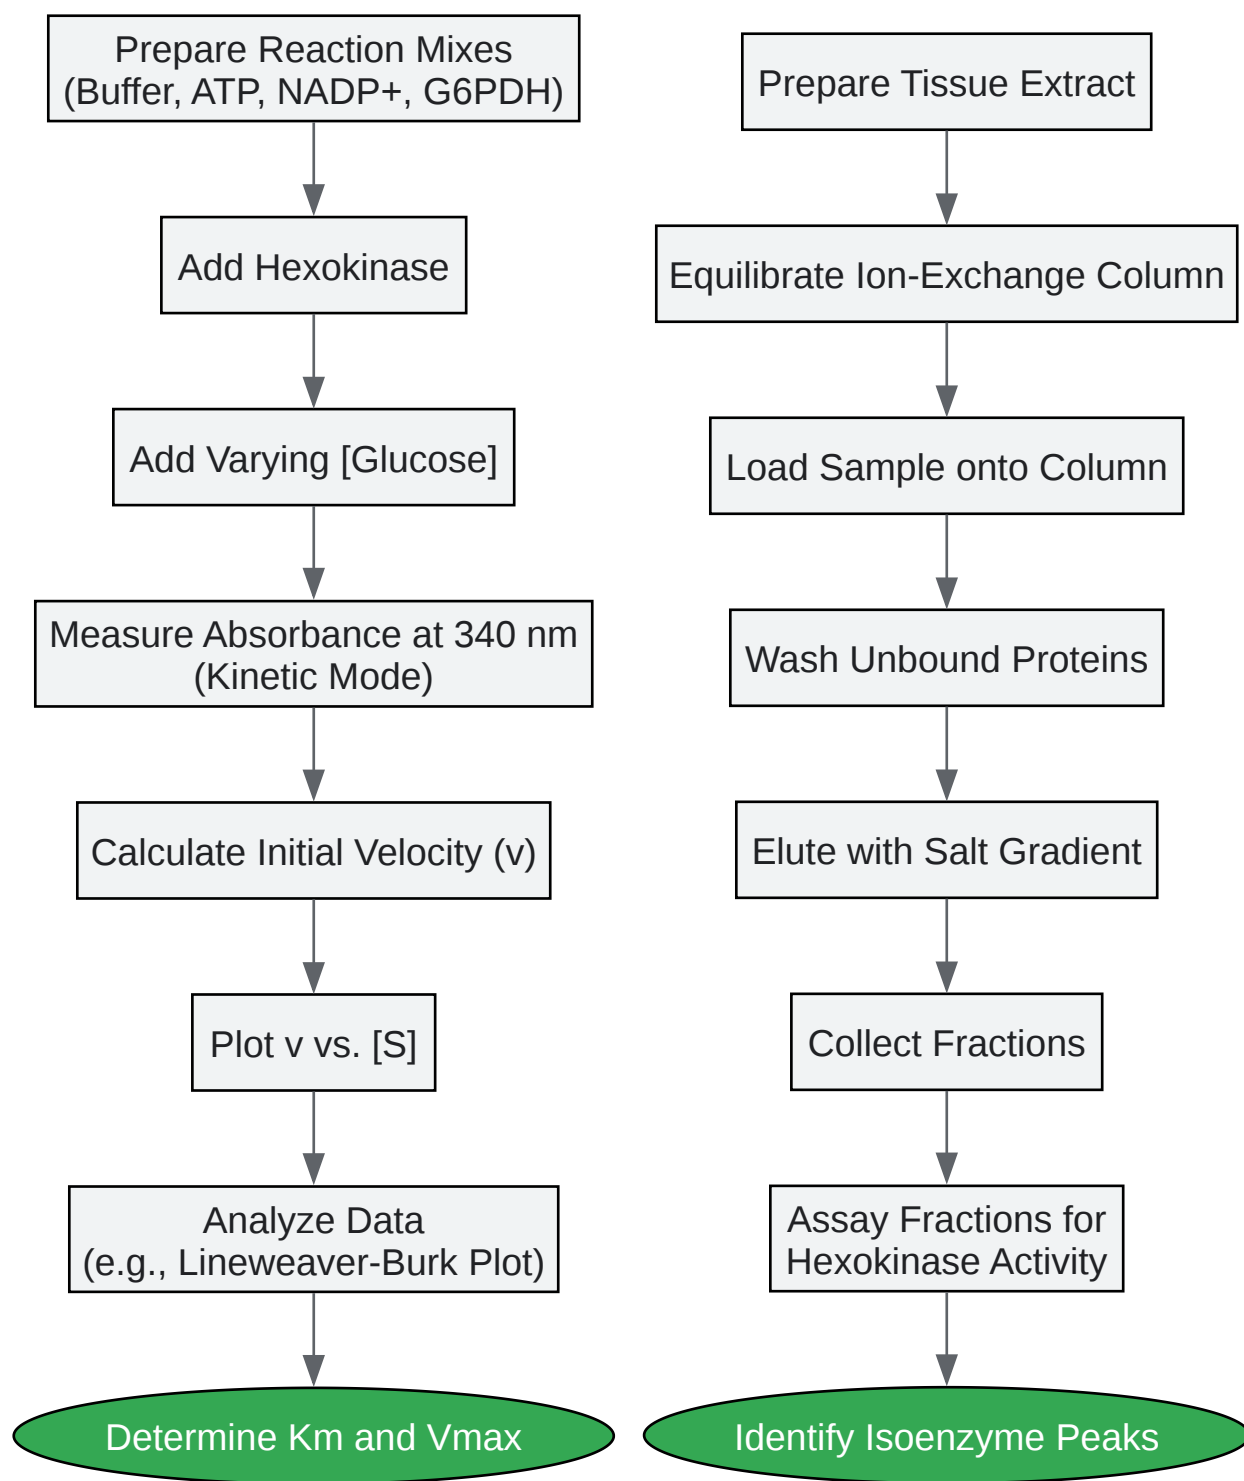 Prepare Reaction Mixes
(Buffer, ATP, NADP+, G6PDH)
Add Hexokinase
Add Varying [Glucose]
Measure Absorbance at 340 nm
(Kinetic Mode)
Calculate Initial Velocity (v)
Plot v vs. [S]
Analyze Data
(e.g., Lineweaver-Burk Plot)
Determine Km and Vmax
Prepare Tissue Extract
Equilibrate Ion-Exchange Column
Load Sample onto Column
Wash Unbound Proteins
Elute with Salt Gradient
Collect Fractions
Assay Fractions for
Hexokinase Activity
Identify Isoenzyme Peaks